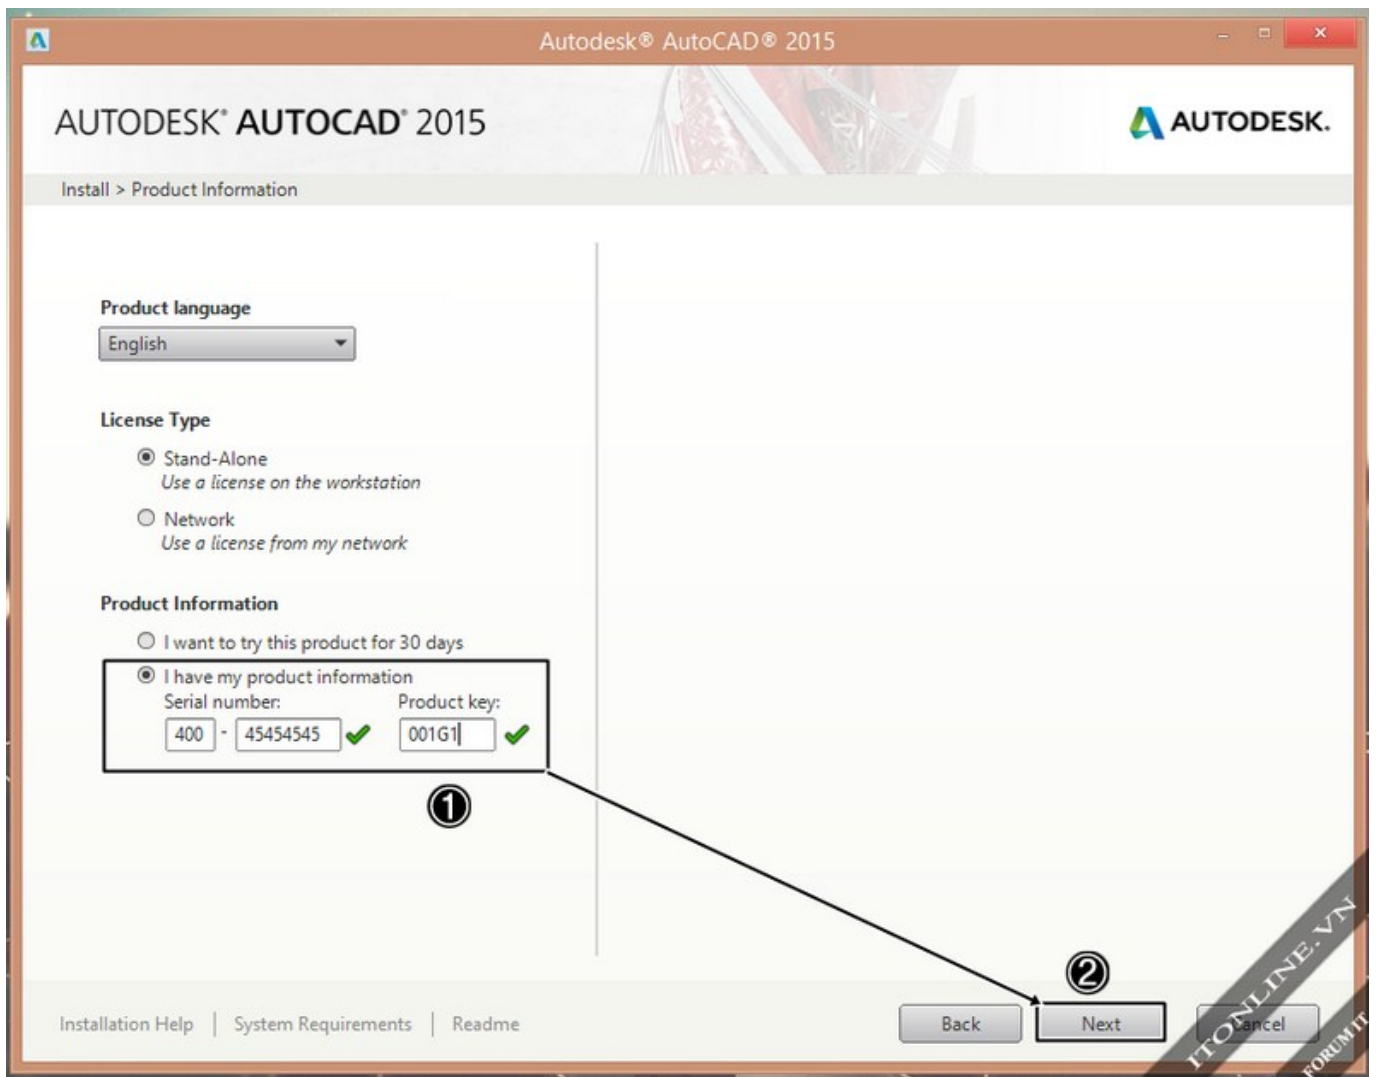 Autodesk® AutoCAD® 2015
AUTODESK® AUTOCAD® 2015
AUTODESK.
Install > Product Information
Product language
English
License Type
Stand-Alone
Use a license on the workstation
Network
Use a license from my network
Product Information
I want to try this product for 30 days
I have my product information
Serial number: Product key:
400 - 45454545 001G1
1
2
Installation Help | System Requirements | Readme
Back Next Cancel
ITONLINE.VN
FORUM IT